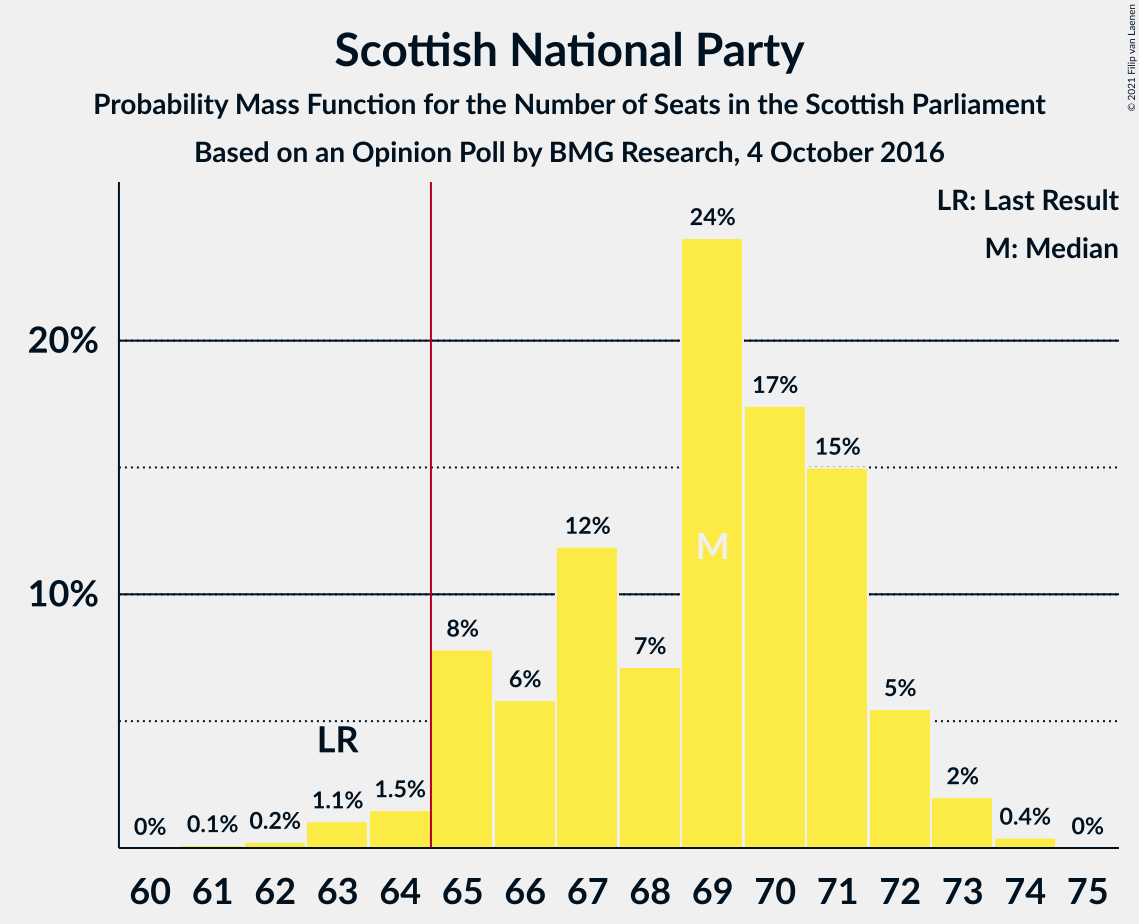 Scottish National Party
Probability Mass Function for the Number of Seats in the Scottish Parliament
Based on an Opinion Poll by BMG Research, 4 October 2016
© 2021 Filip van Laenen
LR: Last Result
M: Median
24%
20%
17%
15%
12%
M
10%
8%
7%
6%
5%
LR
2%
1.5%
1.1%
0.4%
0.2%
0.1%
0%
0%
60 61 62 63 64 65 66 67 68 69 70 71 72 73 74 75